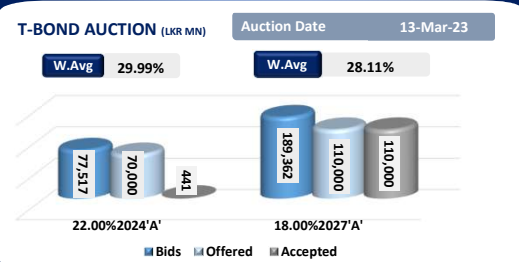 T-BOND AUCTION (LKR MN)
Auction Date 13-Mar-23
W.Avg 29.99%
W.Avg 28.11%
77,517 70,000 441
189,362 110,000 110,000
22.00%2024'A' 18.00%2027'A'
Bids Offered Accepted